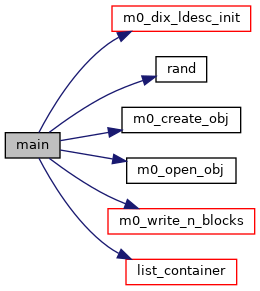 m0_dix_ldesc_init
rand
m0_create_obj
main
m0_open_obj
m0_write_n_blocks
list_container